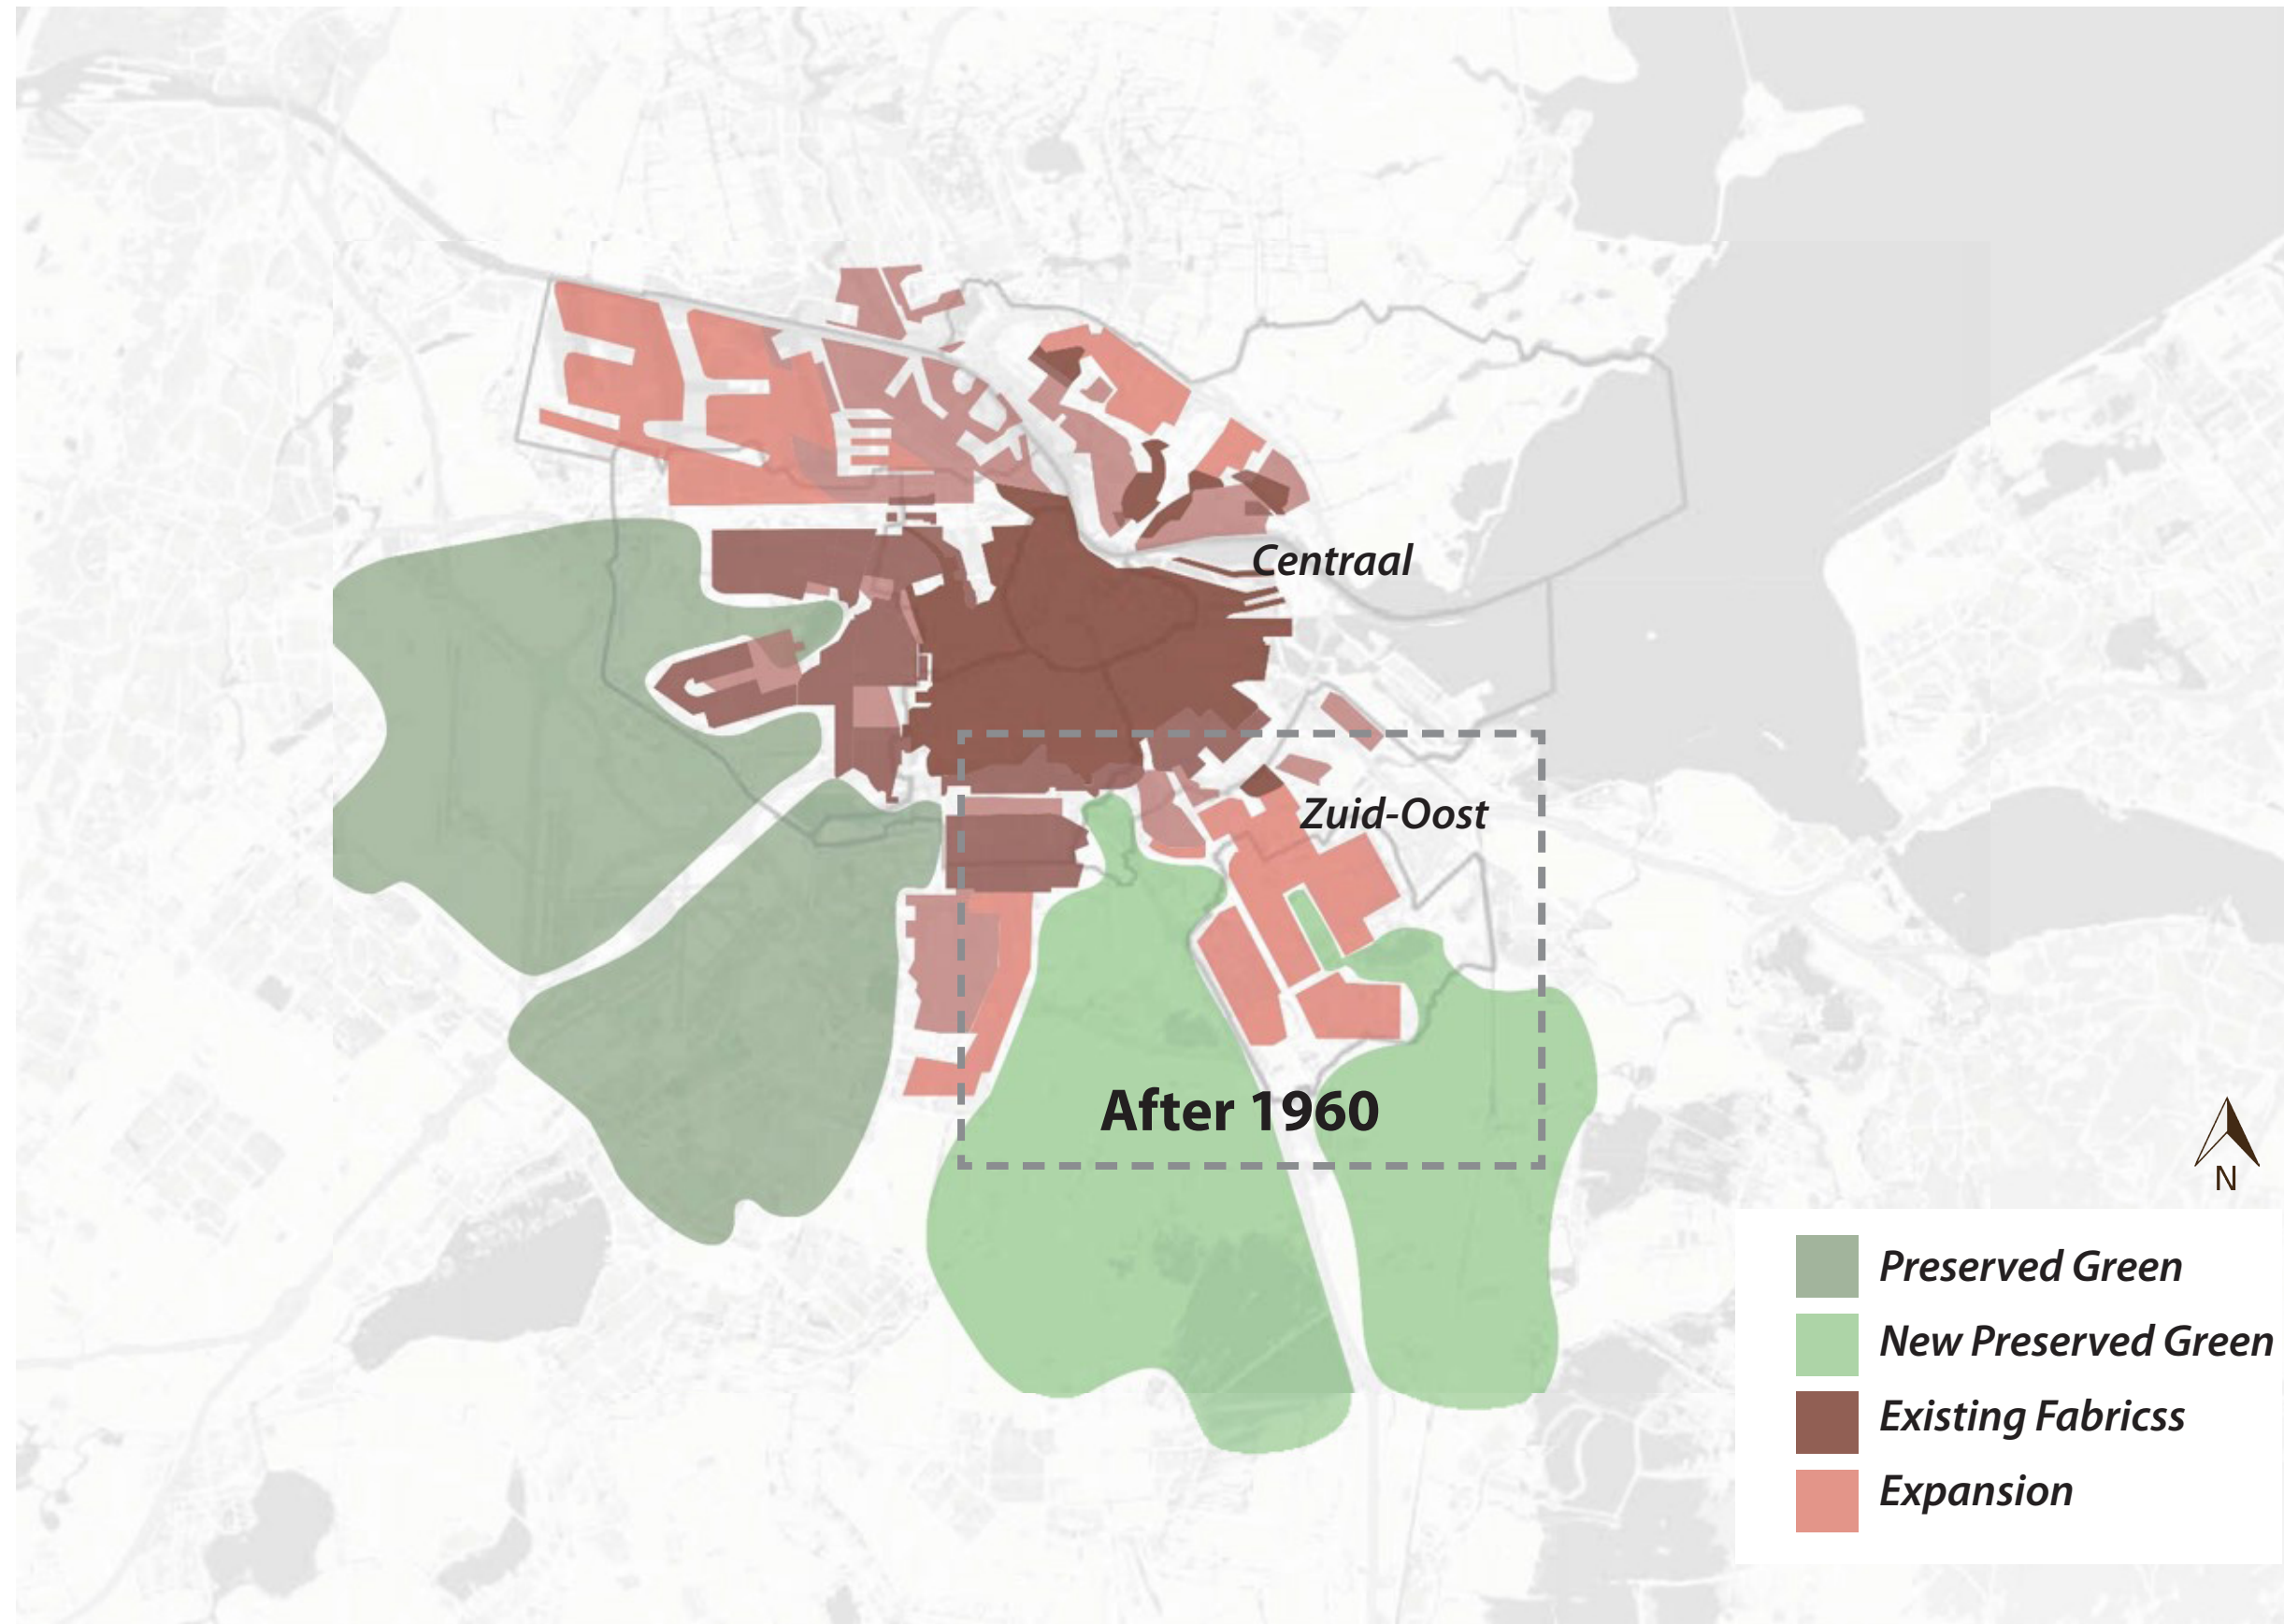 Centraal
Zuid-Oost
After 1960
N
Preserved Green
New Preserved Green
Existing Fabricss
Expansion